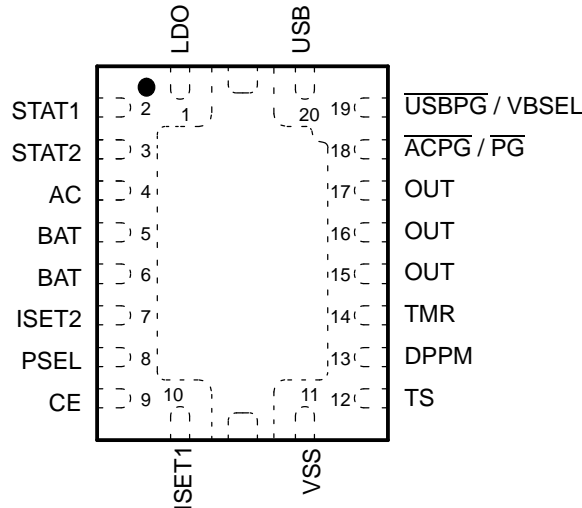 LDO
USB
1
20
STAT1 2
19 USBPG / VBSEL
STAT2 3
18 ACPG / PG
AC 4
17 OUT
BAT 5
16 OUT
BAT 6
15 OUT
ISET2 7
14 TMR
PSEL 8
13 DPPM
CE 9
12 TS
10
11
ISET1
VSS